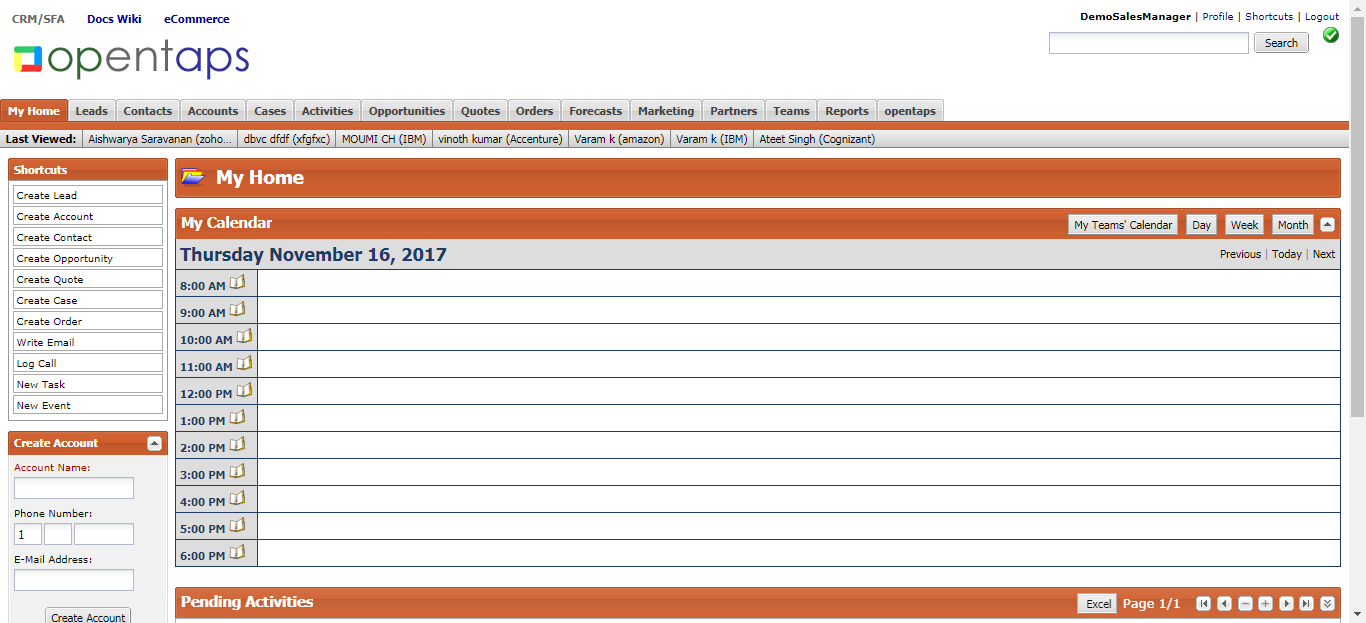 CRM/SFA Docs Wiki eCommerce
DemoSalesManager | Profile | Shortcuts | Logout
Search
opentaps
My Home Leads Contacts Accounts Cases Activities Opportunities Quotes Orders Forecasts Marketing Partners Teams Reports opentaps
Last Viewed: Aishwarya Saravanan (zoho... dbvc dfdf (xfgfxc) MOUMI CH (IBM) vinoth kumar (Accenture) Varam k (amazon) Varam k (IBM) Ateet Singh (Cognizant)
Shortcuts
Create Lead
Create Account
Create Contact
Create Opportunity
Create Quote
Create Case
Create Order
Write Email
Log Call
New Task
New Event
Create Account
Account Name:
Phone Number:
1
E-Mail Address:
Create Account
My Home
My Calendar
My Teams' Calendar Day Week Month
Thursday November 16, 2017
Previous | Today | Next
8:00 AM
9:00 AM
10:00 AM
11:00 AM
12:00 PM
1:00 PM
2:00 PM
3:00 PM
4:00 PM
5:00 PM
6:00 PM
Pending Activities
Excel Page 1/1